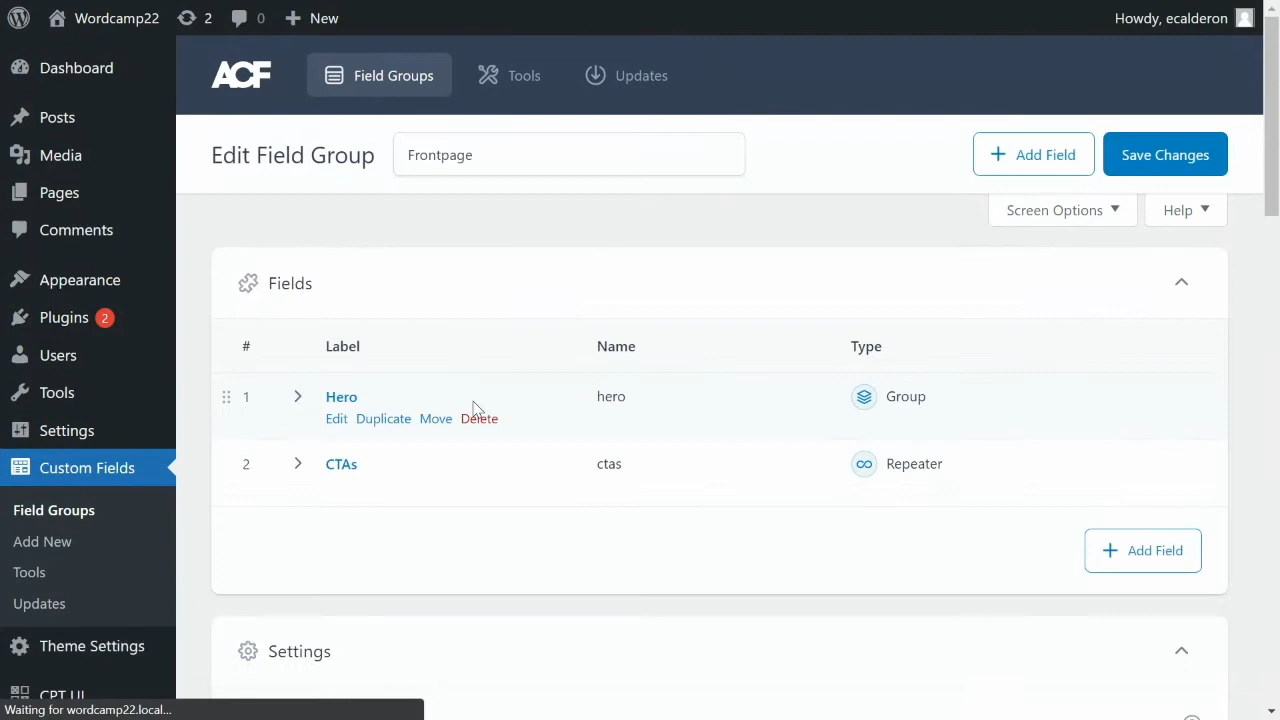 Wordcamp22 2 0 New Howdy, ecalderon
Dashboard
Posts
Media
Pages
Comments
Appearance
Plugins 2
Users
Tools
Settings
Custom Fields
Field Groups
Add New
Tools
Updates
Theme Settings
CPT UI
Waiting for wordcamp22.local...
ACF Field Groups Tools Updates
Edit Field Group Frontpage + Add Field Save Changes
Screen Options ▼ Help ▼
Fields
# Label Name Type
1 Hero hero Group
Edit Duplicate Move Delete
2 CTAs ctas Repeater
+ Add Field
Settings